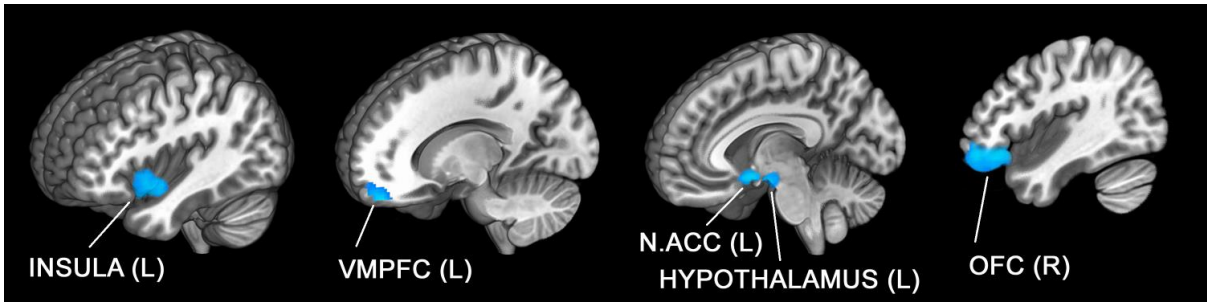 INSULA (L)
VMPFC (L)
N.ACC (L)
HYPOTHALAMUS (L)
OFC (R)